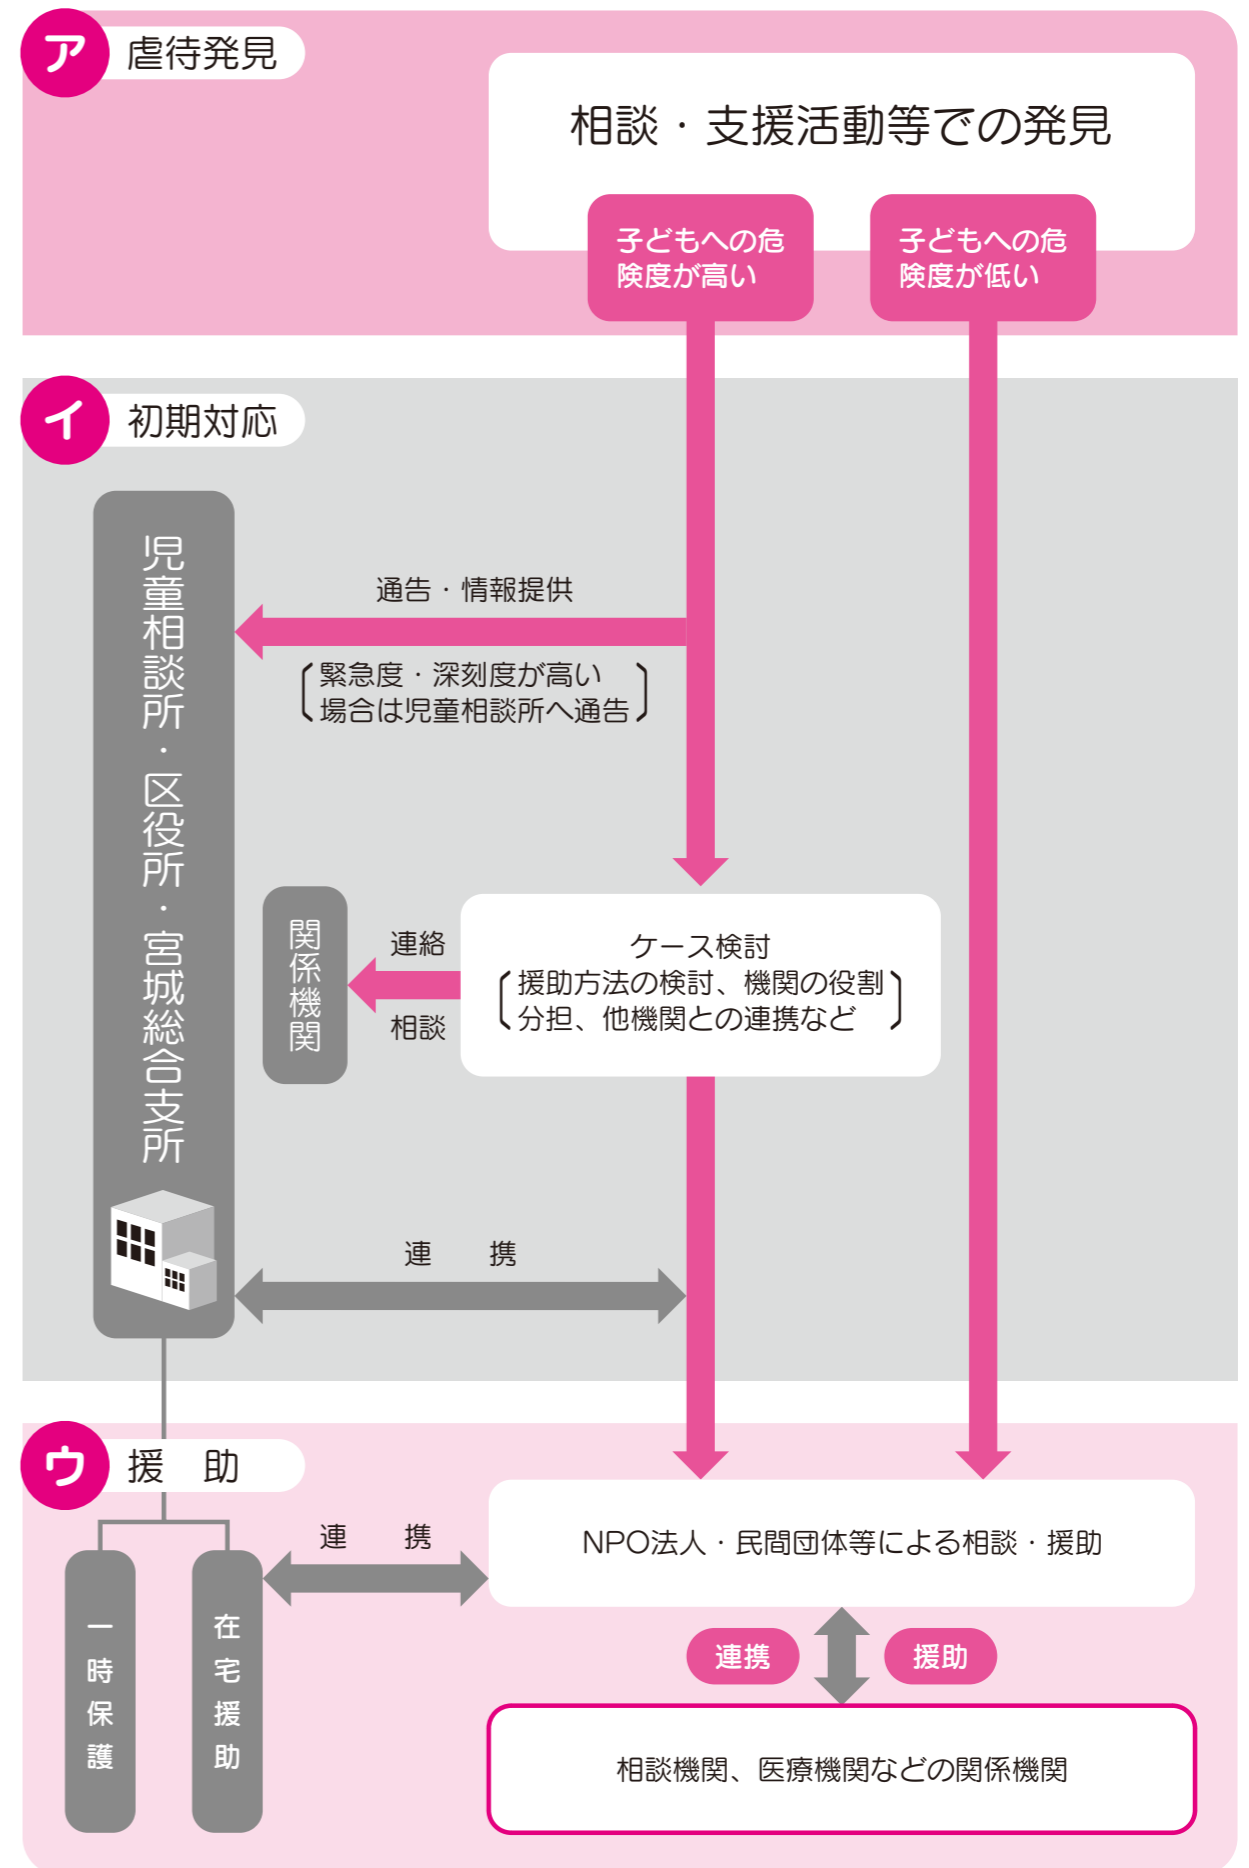 ア 虐待発見
相談・支援活動等での発見
子どもへの危
険度が高い
子どもへの危
険度が低い
イ 初期対応
児童相談所・区役所・宮城総合支所
通告・情報提供
緊急度・深刻度が高い
場合は児童相談所へ通告
関係機関
連絡
相談
ケース検討
援助方法の検討、機関の役割
分担、他機関との連携など
連 携
ウ 援 助
一時保護
在宅援助
連 携
NPO法人・民間団体等による相談・援助
連携
援助
相談機関、医療機関などの関係機関